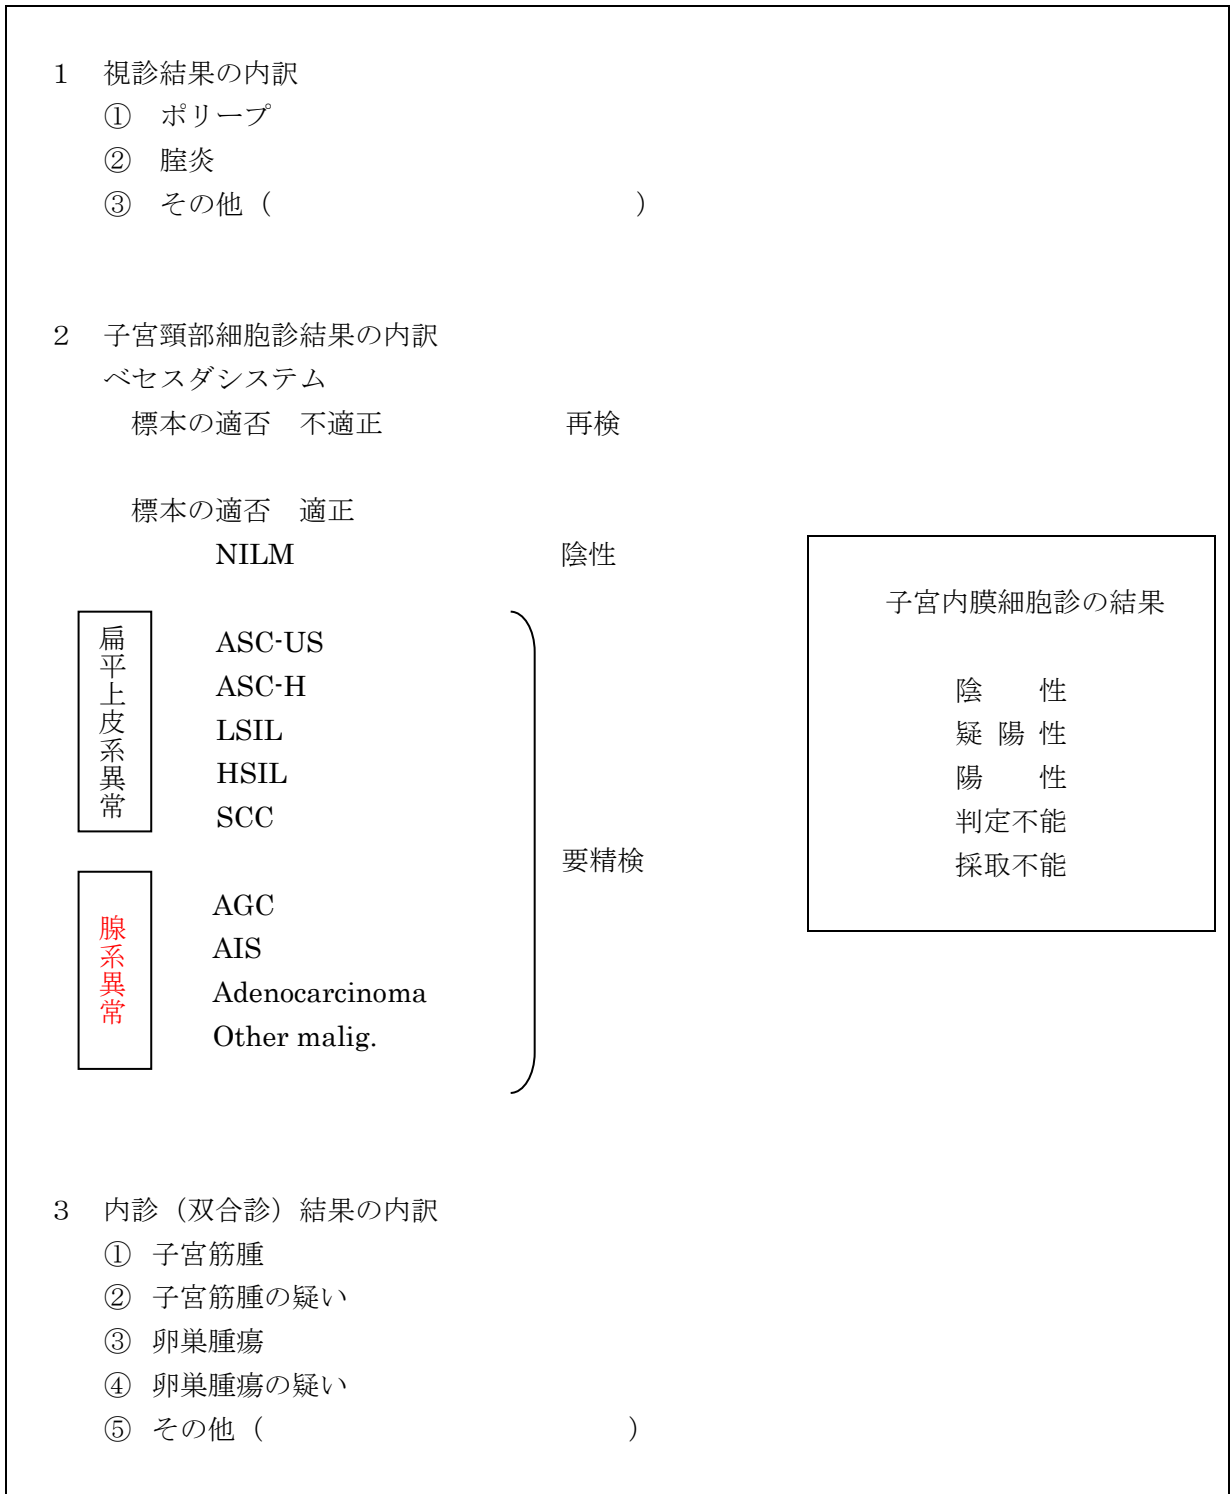 １　視診結果の内訳
①　ポリープ
②　腟炎
③　その他（　　　　　　　　　　　　　）
２　子宮頸部細胞診結果の内訳
ベセスダシステム
標本の適否　不適正　　　　　　再検
標本の適否　適正
NILM　　　　　　　　　陰性
扁平上皮系異常
ASC-US
ASC-H
LSIL
HSIL
SCC
要精検
腺系異常
AGC
AIS
Adenocarcinoma
Other malig.
子宮内膜細胞診の結果
陰　　性
疑 陽 性
陽　　性
判定不能
採取不能
３　内診（双合診）結果の内訳
①　子宮筋腫
②　子宮筋腫の疑い
③　卵巣腫瘍
④　卵巣腫瘍の疑い
⑤　その他（　　　　　　　　　　　　　）